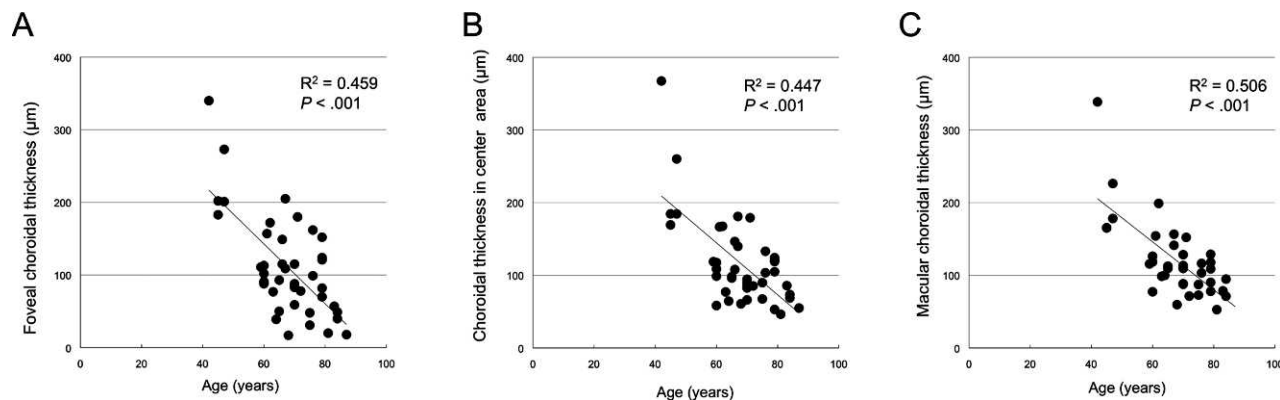 A
Foveal choroidal thickness (μm)
400
300
200
100
0
R² = 0.459
P < .001
0 20 40 60 80 100
Age (years)
B
Choroidal thickness in center area (μm)
400
300
200
100
0
R² = 0.447
P < .001
0 20 40 60 80 100
Age (years)
C
Macular choroidal thickness (μm)
400
300
200
100
0
R² = 0.506
P < .001
0 20 40 60 80 100
Age (years)